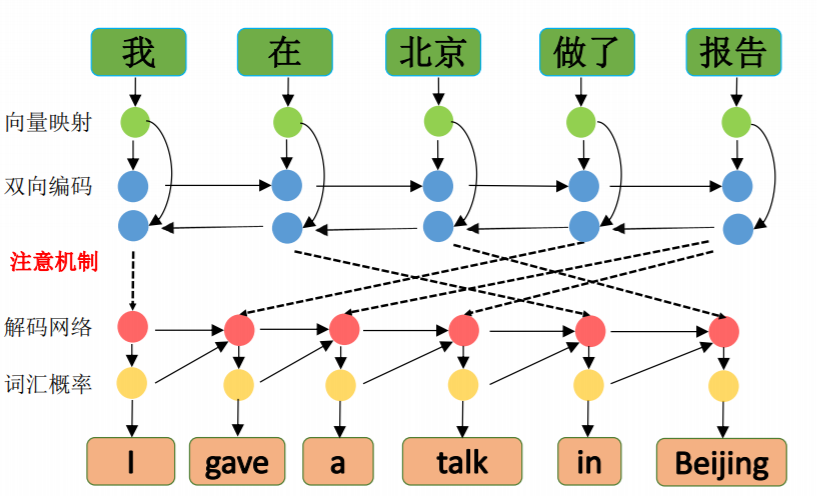 我 在 北京 做了 报告
向量映射
双向编码
注意机制
解码网络
词汇概率
I gave a talk in Beijing